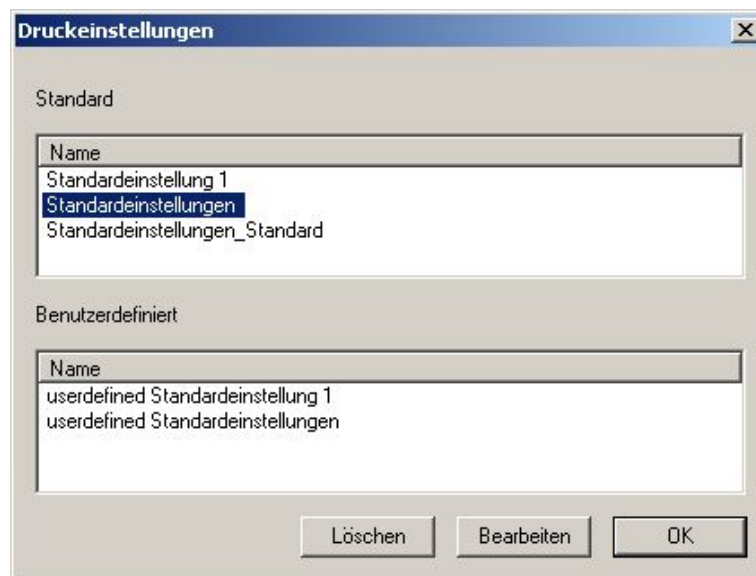 Druckeinstellungen
Standard
Name
Standardeinstellung 1
Standardeinstellungen
Standardeinstellungen_Standard
Benutzerdefiniert
Name
userdefined Standardeinstellung 1
userdefined Standardeinstellungen
Löschen Bearbeiten OK